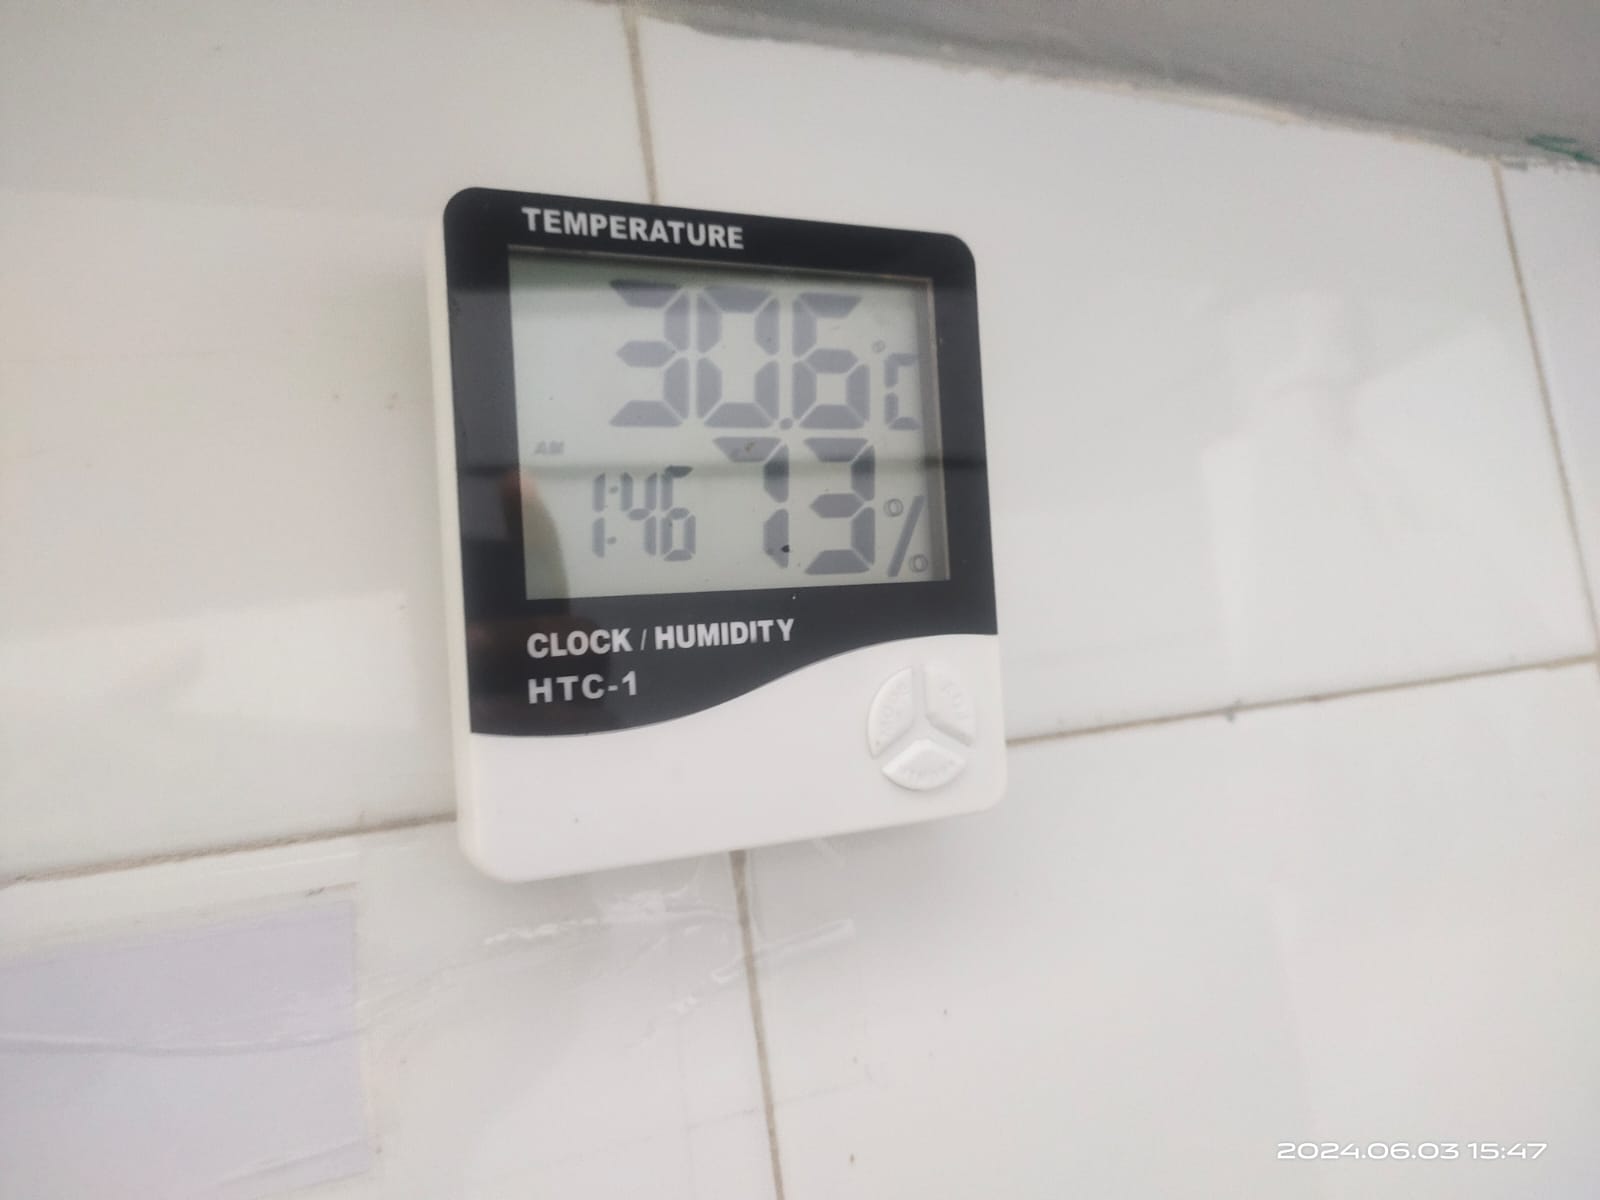 TEMPERATURE
30.6 °C
AM
1:46 73 %
CLOCK / HUMIDITY
HTC-1
2024.06.03 15:47